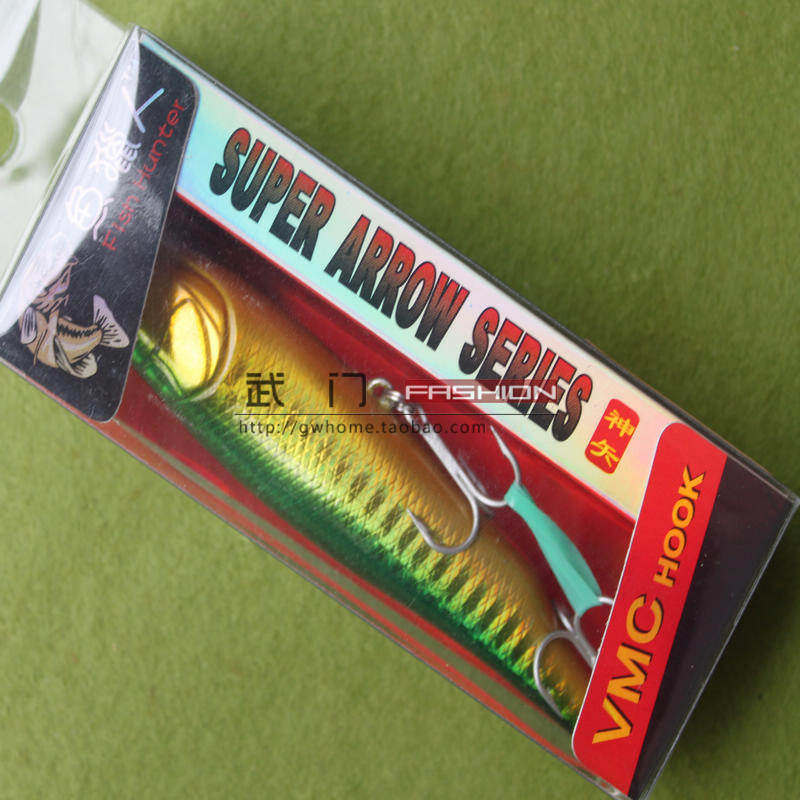 Fish Hunter
SUPER ARROW SERIES
神矢
武 门 FASHION
http://gwhome.taobao.com
VMC HOOK